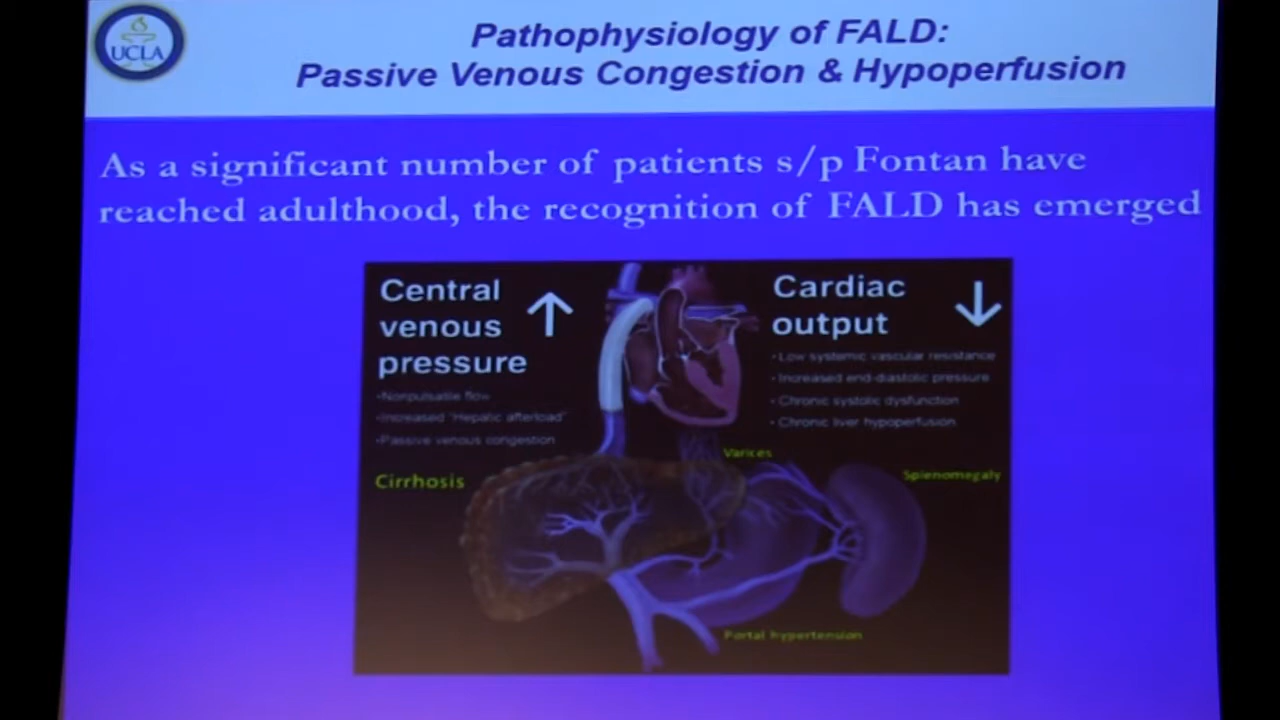 UCLA
Pathophysiology of FALD:
Passive Venous Congestion & Hypoperfusion
As a significant number of patients s/p Fontan have
reached adulthood, the recognition of FALD has emerged
Central
venous
pressure
•Nonpulsatile flow
•Increased "Hepatic afterload"
•Passive venous congestion
Cardiac
output
• Low systemic vascular resistance
• Increased end-diastolic pressure
• Chronic systolic dysfunction
• Chronic liver hypoperfusion
Varices
Cirrhosis
Splenomegaly
Portal hypertension